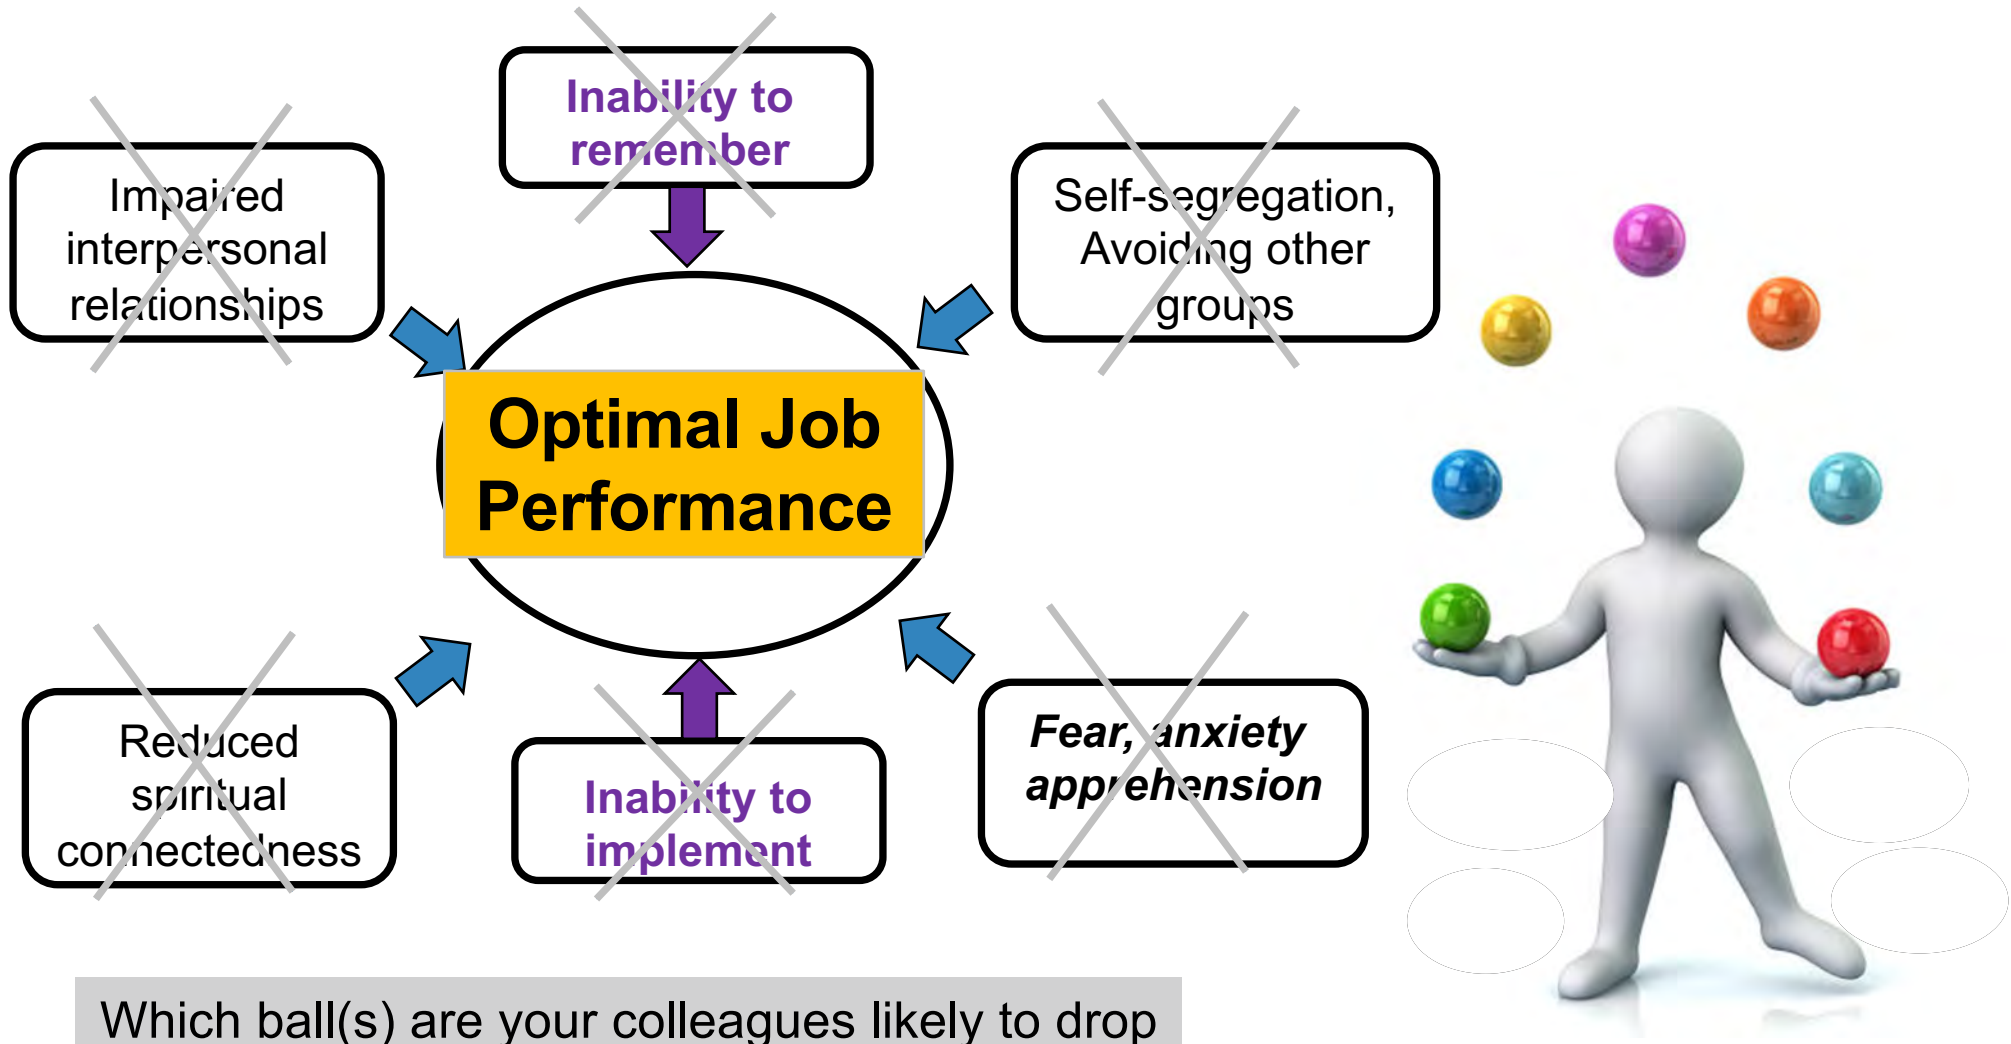 Inability to
remember
Impaired
interpersonal
relationships
Self-segregation,
Avoiding other
groups
Optimal Job
Performance
Reduced
spiritual
connectedness
Inability to
implement
Fear, anxiety
apprehension
Which ball(s) are your colleagues likely to drop